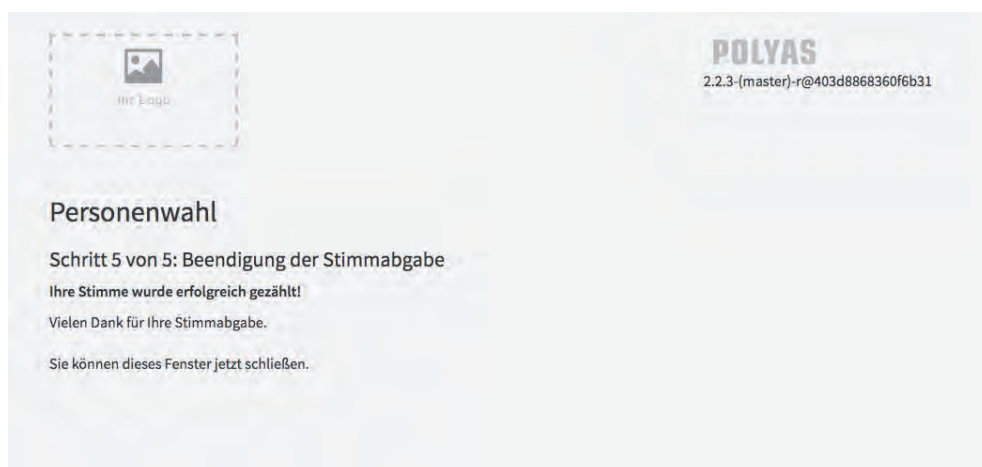 Ihr Logo
POLYAS
2.2.3-(master)-r@403d8868360f6b31
Personenwahl
Schritt 5 von 5: Beendigung der Stimmabgabe
Ihre Stimme wurde erfolgreich gezählt!
Vielen Dank für Ihre Stimmabgabe.
Sie können dieses Fenster jetzt schließen.